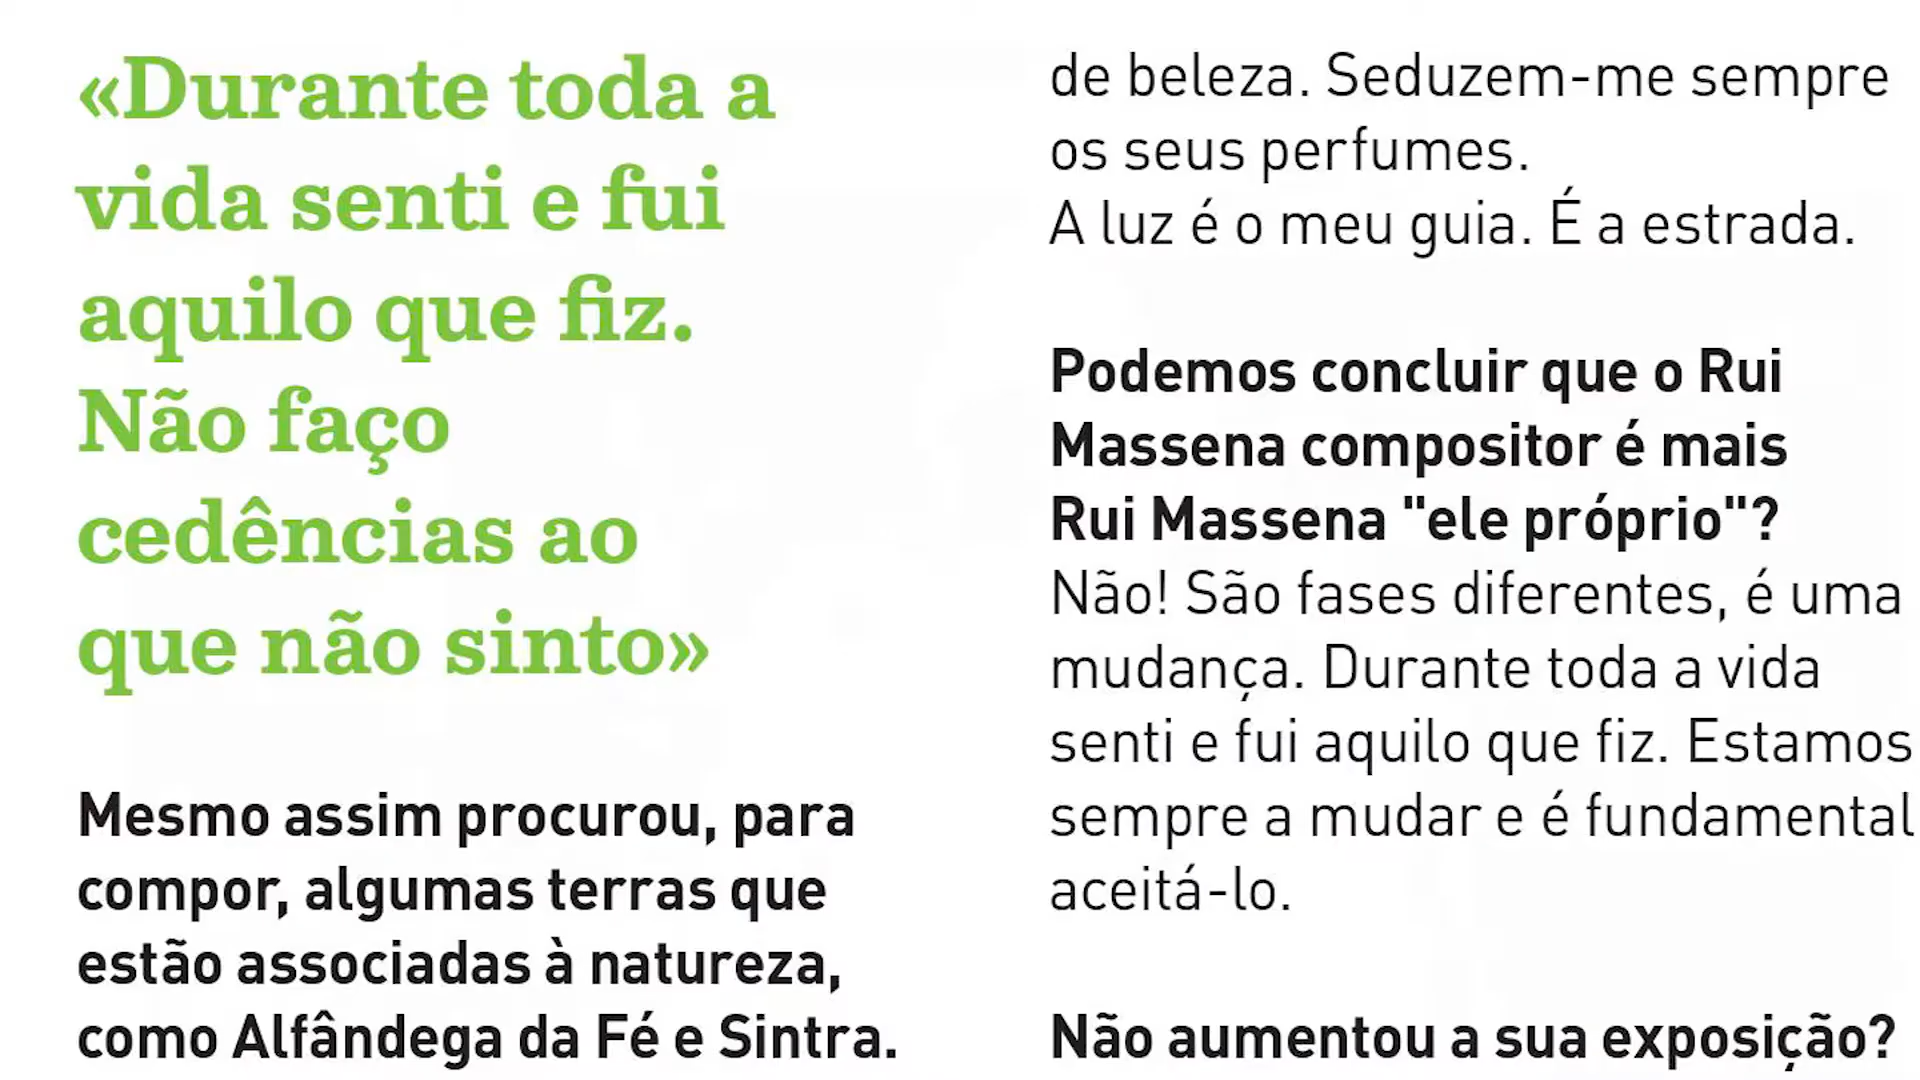 «Durante toda a
vida senti e fui
aquilo que fiz.
Não faço
cedências ao
que não sinto»
Mesmo assim procurou, para
compor, algumas terras que
estão associadas à natureza,
como Alfândega da Fé e Sintra.
de beleza. Seduzem-me sempre
os seus perfumes.
A luz é o meu guia. É a estrada.
Podemos concluir que o Rui
Massena compositor é mais
Rui Massena "ele próprio"?
Não! São fases diferentes, é uma
mudança. Durante toda a vida
senti e fui aquilo que fiz. Estamos
sempre a mudar e é fundamental
aceitá-lo.
Não aumentou a sua exposição?